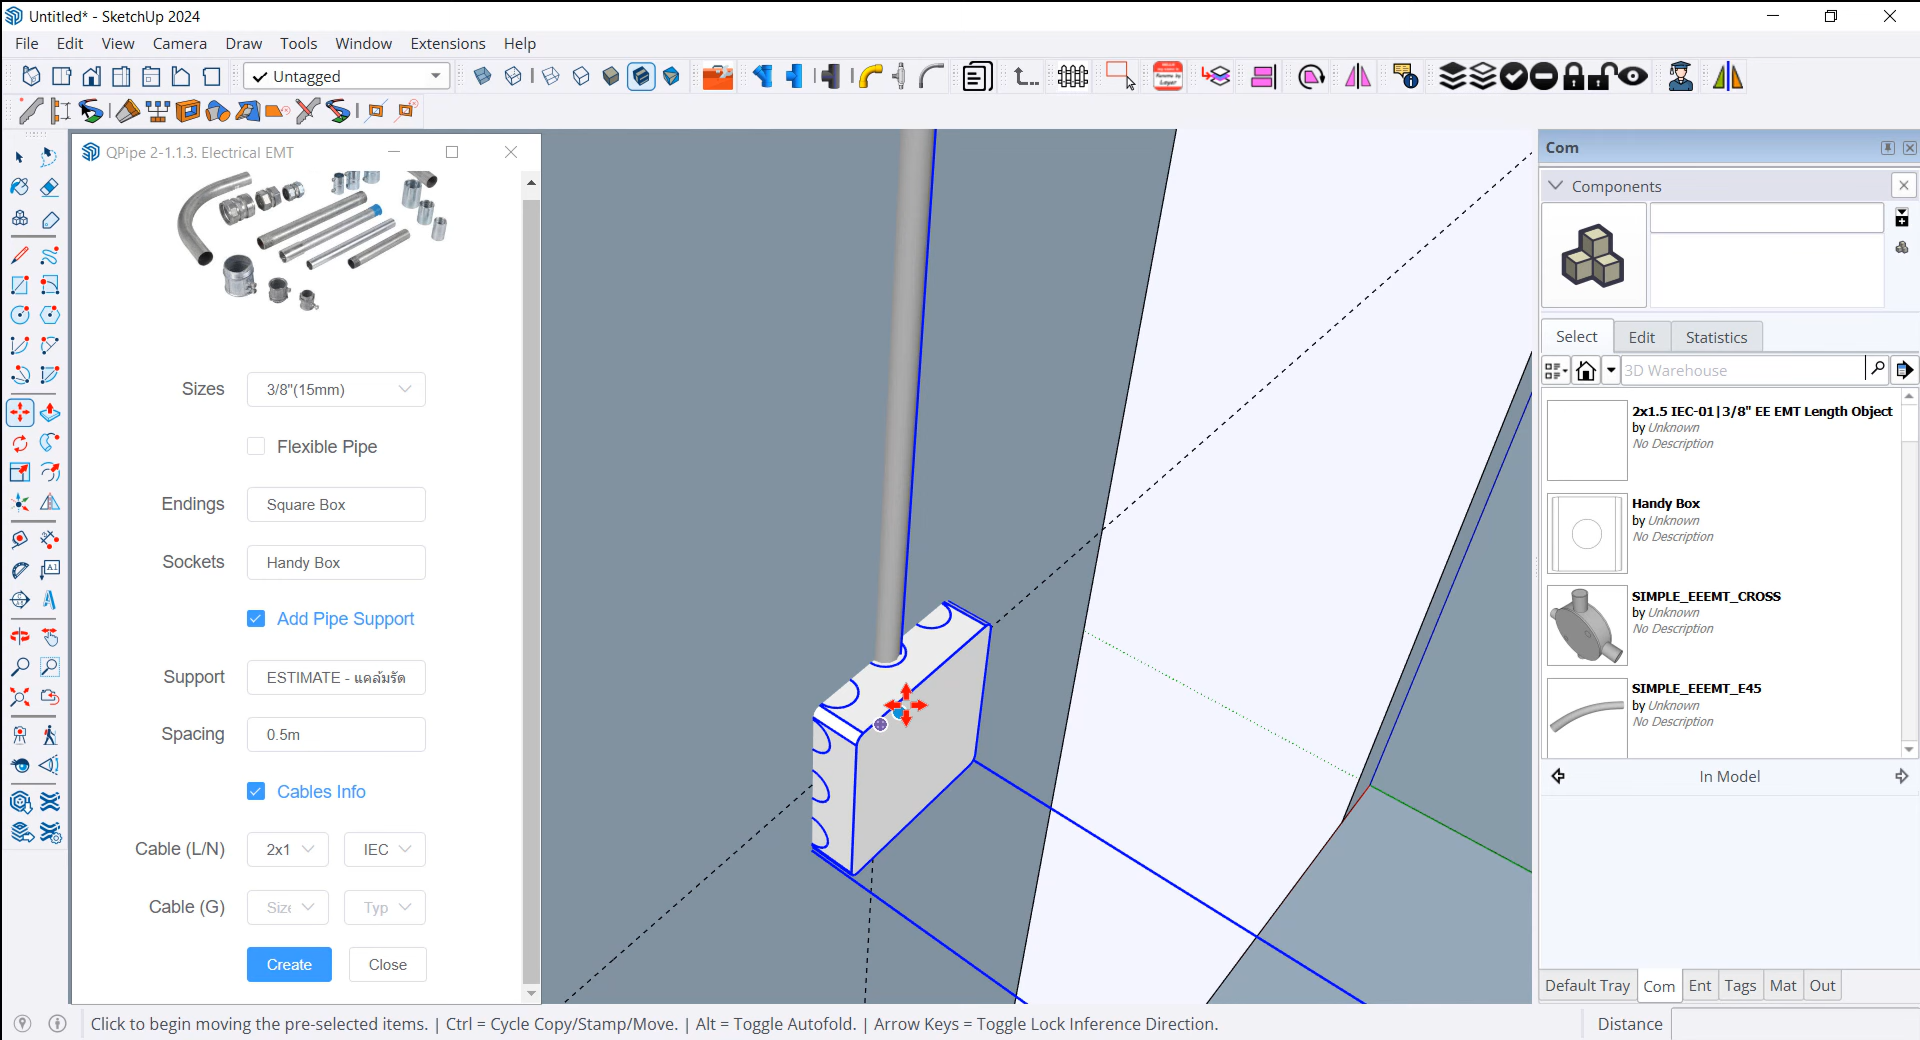 Untitled* - SketchUp 2024
File Edit View Camera Draw Tools Window Extensions Help
Untagged
QPipe 2-1.1.3. Electrical EMT
Sizes 3/8"(15mm)
Flexible Pipe
Endings Square Box
Sockets Handy Box
Add Pipe Support
Support ESTIMATE - แคล้มรัด
Spacing 0.5m
Cables Info
Cable (L/N) 2x1 IEC
Cable (G) Size Typ
Create Close
Com
Components
Select Edit Statistics
3D Warehouse
2x1.5 IEC-01|3/8" EE EMT Length Object
by Unknown
No Description
Handy Box
by Unknown
No Description
SIMPLE_EEEMT_CROSS
by Unknown
No Description
SIMPLE_EEEMT_E45
by Unknown
No Description
In Model
Default Tray Com Ent Tags Mat Out
Click to begin moving the pre-selected items. | Ctrl = Cycle Copy/Stamp/Move. | Alt = Toggle Autofold. | Arrow Keys = Toggle Lock Inference Direction.
Distance